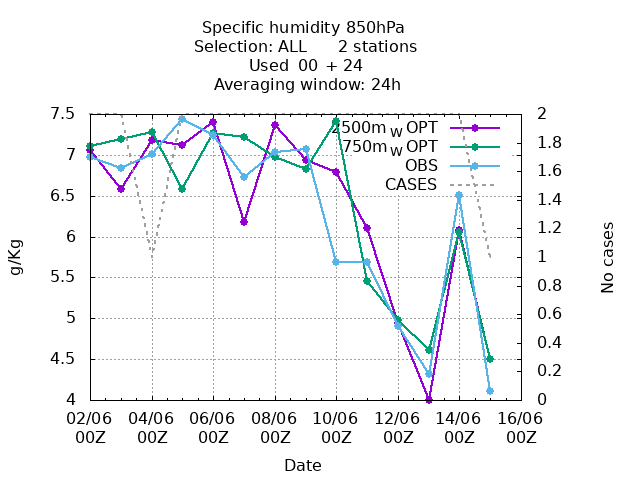 Specific humidity 850hPa
Selection: ALL 2 stations
Used 00 + 24
Averaging window: 24h
2500m W OPT
750m W OPT
OBS
CASES
g/Kg
7.5
7
6.5
6
5.5
5
4.5
4
2
1.8
1.6
1.4
1.2
1
0.8
0.6
0.4
0.2
0
No cases
02/06 04/06 06/06 08/06 10/06 12/06 14/06 16/06
00Z 00Z 00Z 00Z 00Z 00Z 00Z 00Z
Date